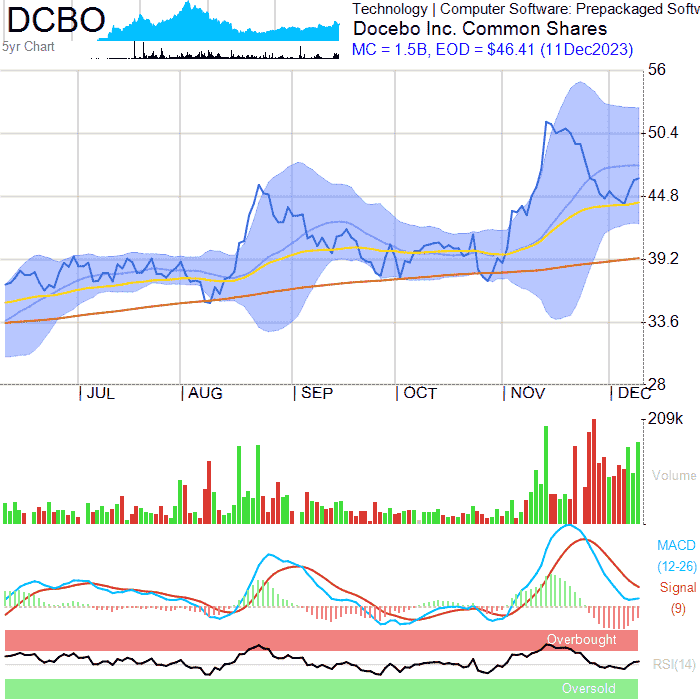 DCBO
5yr Chart
Technology | Computer Software: Prepackaged Softw
Docebo Inc. Common Shares
MC = 1.5B, EOD = $46.41 (11Dec2023)
56
50.4
44.8
39.2
33.6
28
JUL
AUG
SEP
OCT
NOV
DEC
209k
Volume
MACD
(12-26)
Signal
(9)
Overbought
RSI(14)
Oversold